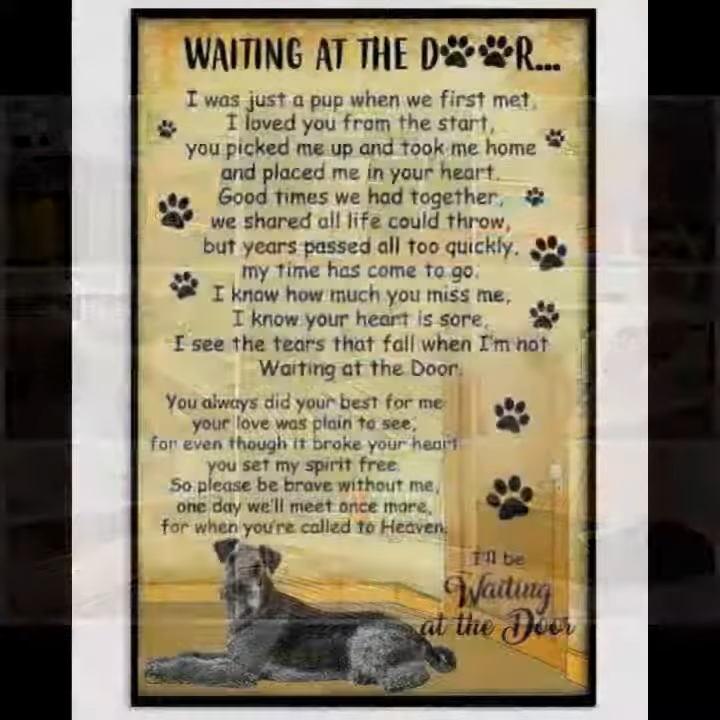 WAITING AT THE DOOR...
I was just a pup when we first met,
I loved you from the start,
you picked me up and took me home
and placed me in your heart.
Good times we had together,
we shared all life could throw,
but years passed all too quickly,
my time has come to go.
I know how much you miss me,
I know your heart is sore,
I see the tears that fall when I'm not
Waiting at the Door.
You always did your best for me
your love was plain to see,
for even though it broke your heart
you set my spirit free.
So please be brave without me,
one day we'll meet once more,
for when you're called to Heaven,
I'll be
Waiting
at the Door